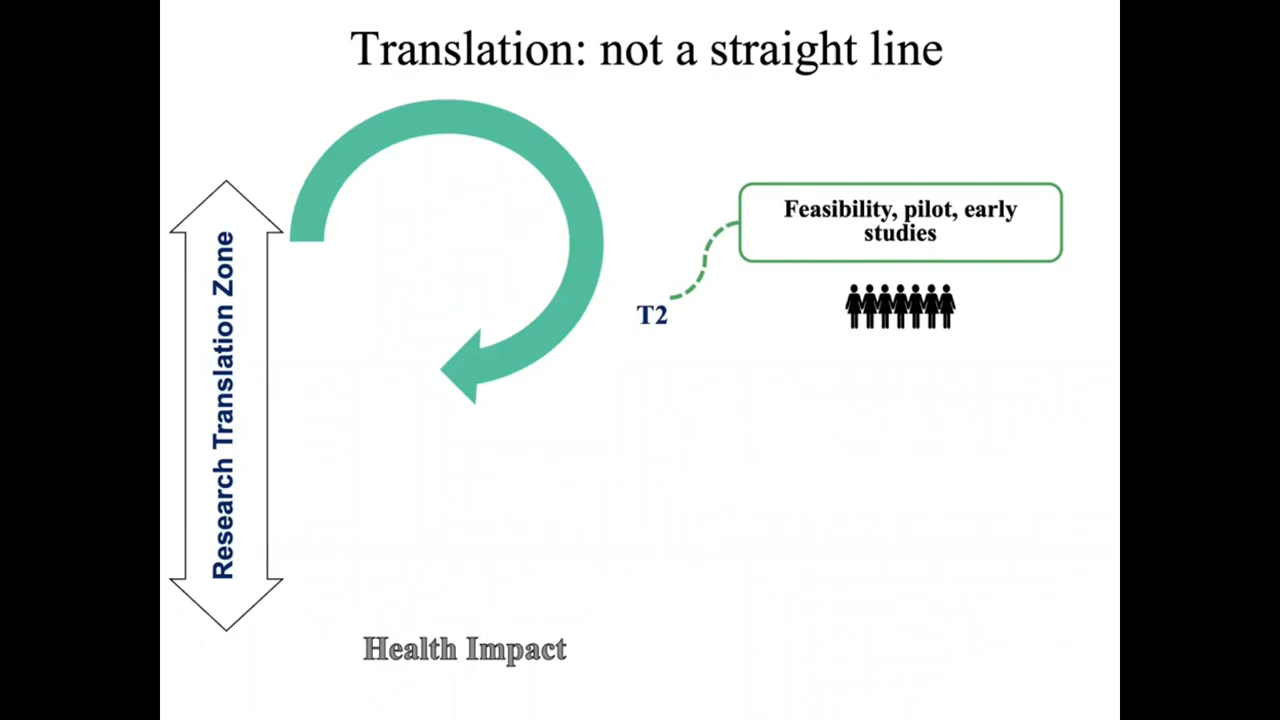 Translation: not a straight line
Research Translation Zone
Feasibility, pilot, early
studies
T2
Health Impact